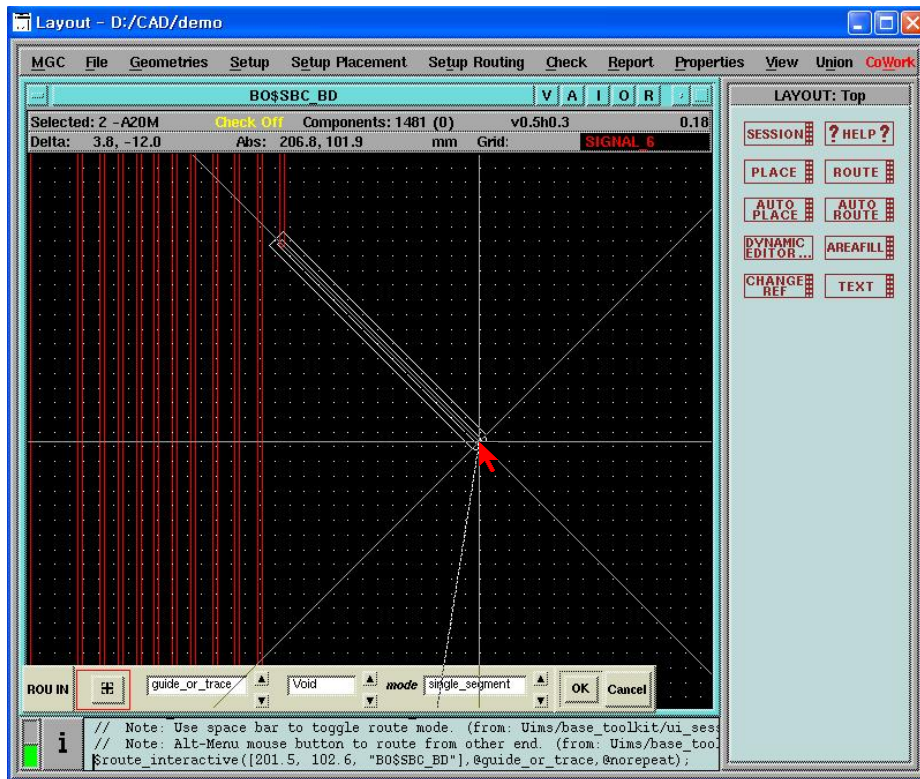 Layout - D:/CAD/demo
MGC File Geometries Setup Setup Placement Setup Routing Check Report Properties View Union CoWork
BO$SBC_BD V A I O R
LAYOUT: Top
Selected: 2 -A20M Check Off Components: 1481 (0) v0.5h0.3 0.18
Delta: 3.8, -12.0 Abs: 206.8, 101.9 mm Grid: SIGNAL_6
SESSION ? HELP ?
PLACE ROUTE
AUTO PLACE AUTO ROUTE
DYNAMIC EDITOR... AREAFILL
CHANGE REF TEXT
ROU IN guide_or_trace Void mode single_segment OK Cancel
i
// Note: Use space bar to toggle route mode. (from: Uims/base_toolkit/ui_ses
// Note: Alt-Menu mouse button to route from other end. (from: Uims/base_tool
$route_interactive([201.5, 102.6, "BO$SBC_BD"],@guide_or_trace,@norepeat);